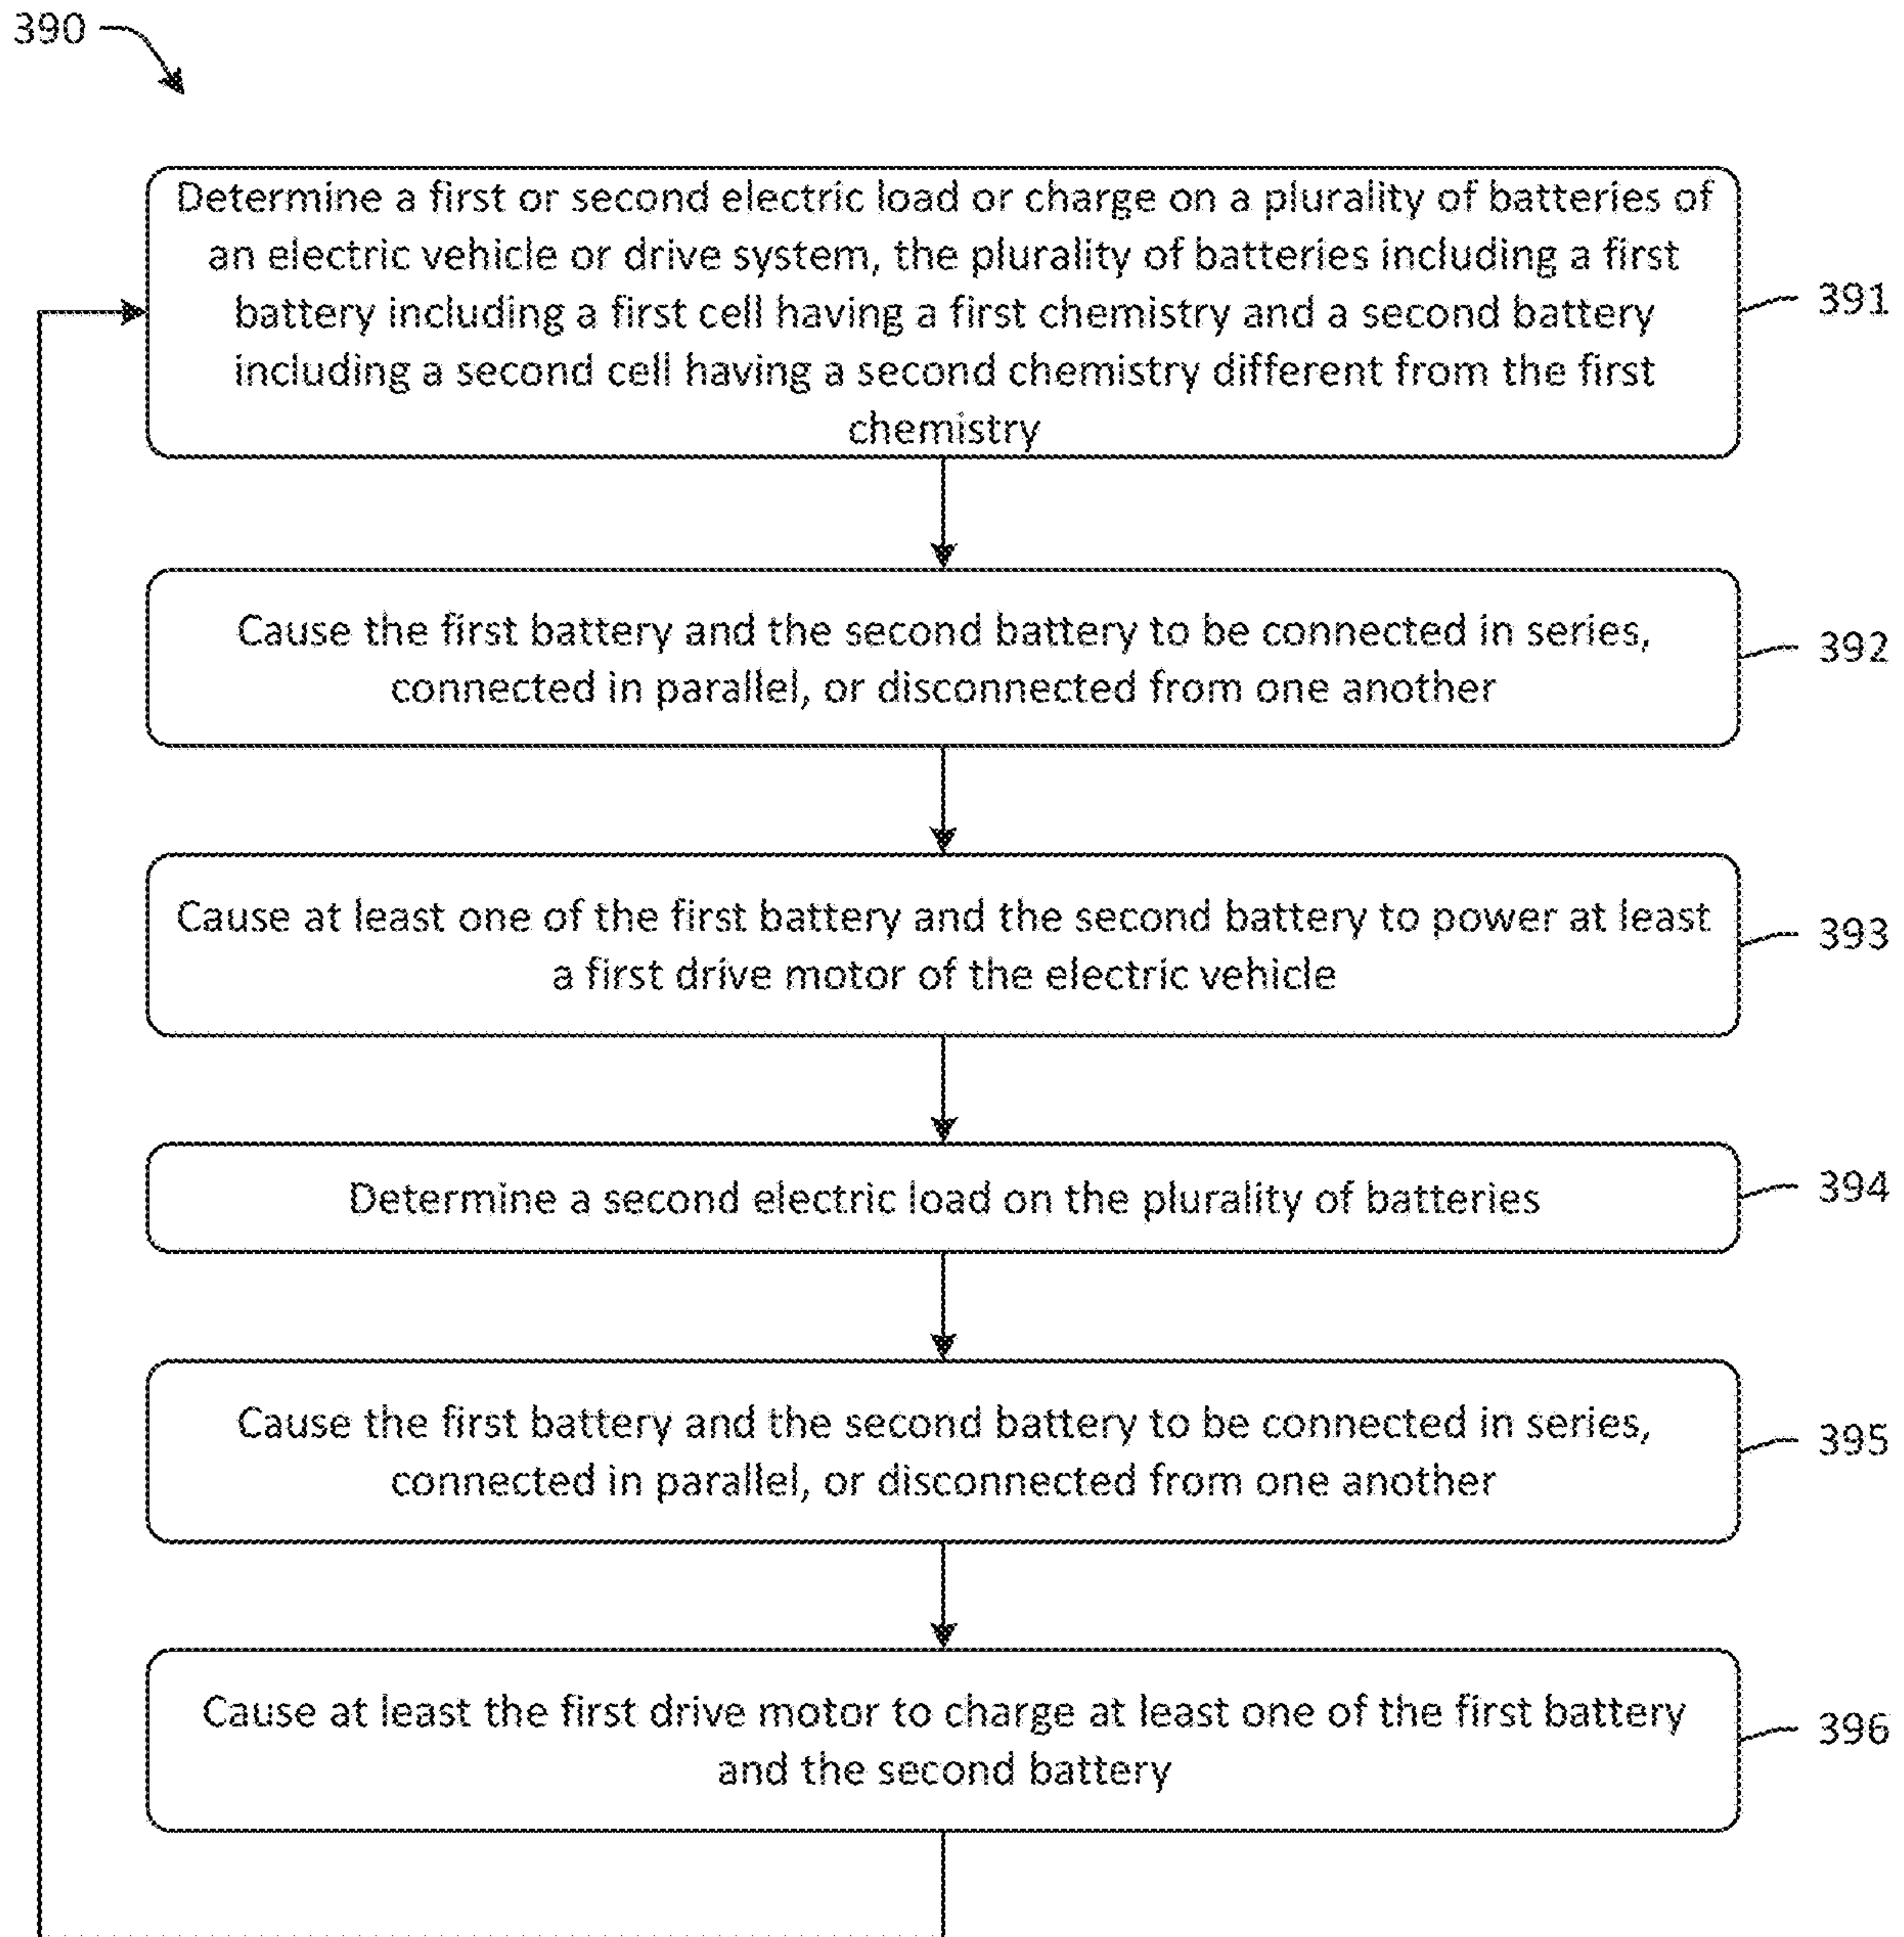 390
Determine a first or second electric load or charge on a plurality of batteries of
an electric vehicle or drive system, the plurality of batteries including a first
battery including a first cell having a first chemistry and a second battery
including a second cell having a second chemistry different from the first
chemistry
391
Cause the first battery and the second battery to be connected in series,
connected in parallel, or disconnected from one another
392
Cause at least one of the first battery and the second battery to power at least
a first drive motor of the electric vehicle
393
Determine a second electric load on the plurality of batteries
394
Cause the first battery and the second battery to be connected in series,
connected in parallel, or disconnected from one another
395
Cause at least the first drive motor to charge at least one of the first battery
and the second battery
396